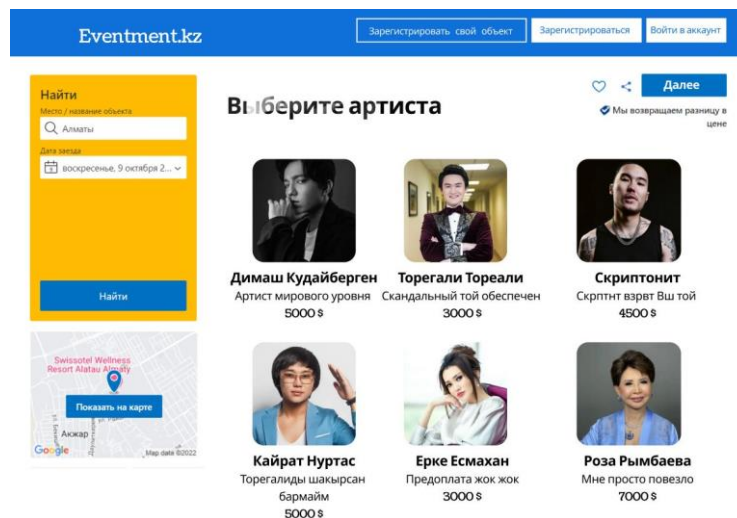 Eventment.kz
Зарегистрировать свой объект
Зарегистрироваться
Войти в аккаунт
Найти
Место / название объекта
Алматы
Дата заезда
воскресенье, 9 октября 2...
Найти
Swissotel Wellness
Resort Alatau Almaty
Показать на карте
Акжар
Google
Map data ©2022
Выберите артиста
Далее
Мы возвращаем разницу в
цене
Димаш Кудайберген
Артист мирового уровня
5000 $
Торегали Тореали
Скандальный той обеспечен
3000 $
Скриптонит
Скрптнт взрвт Вш той
4500 $
Кайрат Нуртас
Торегалиды шакырсан
бармайм
5000 $
Ерке Есмахан
Предоплата жок жок
3000 $
Роза Рымбаева
Мне просто повезло
7000 $